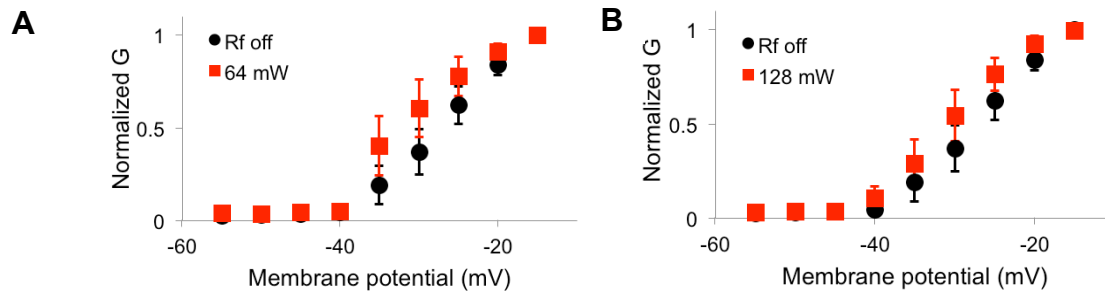 A
Normalized G
1
0.5
0
Rf off
64 mW
-60
-40
-20
Membrane potential (mV)
B
Normalized G
1
0.5
0
Rf off
128 mW
-60
-40
-20
Membrane potential (mV)